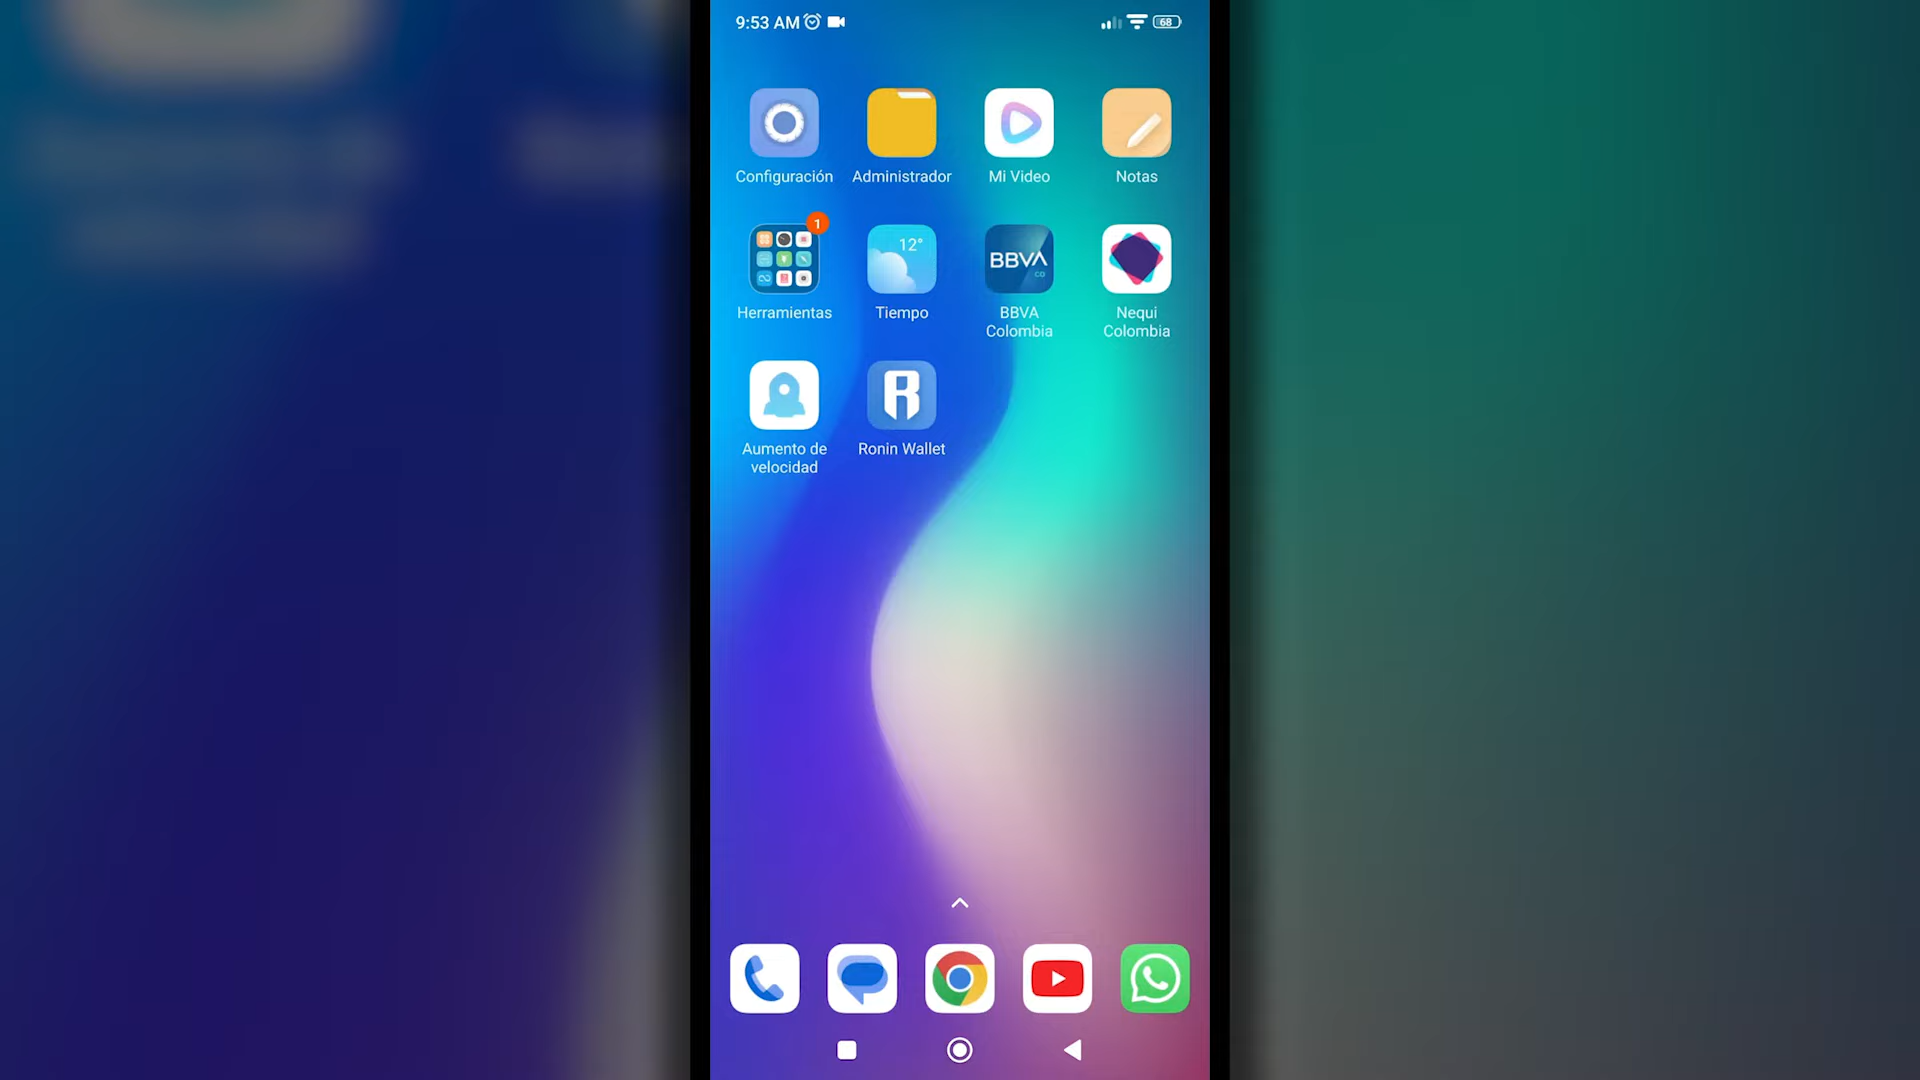 9:53 AM
68
Configuración
Administrador
Mi Video
Notas
1
12°
BBVA
CO
Herramientas
Tiempo
BBVA
Colombia
Nequi
Colombia
R
Aumento de
velocidad
Ronin Wallet